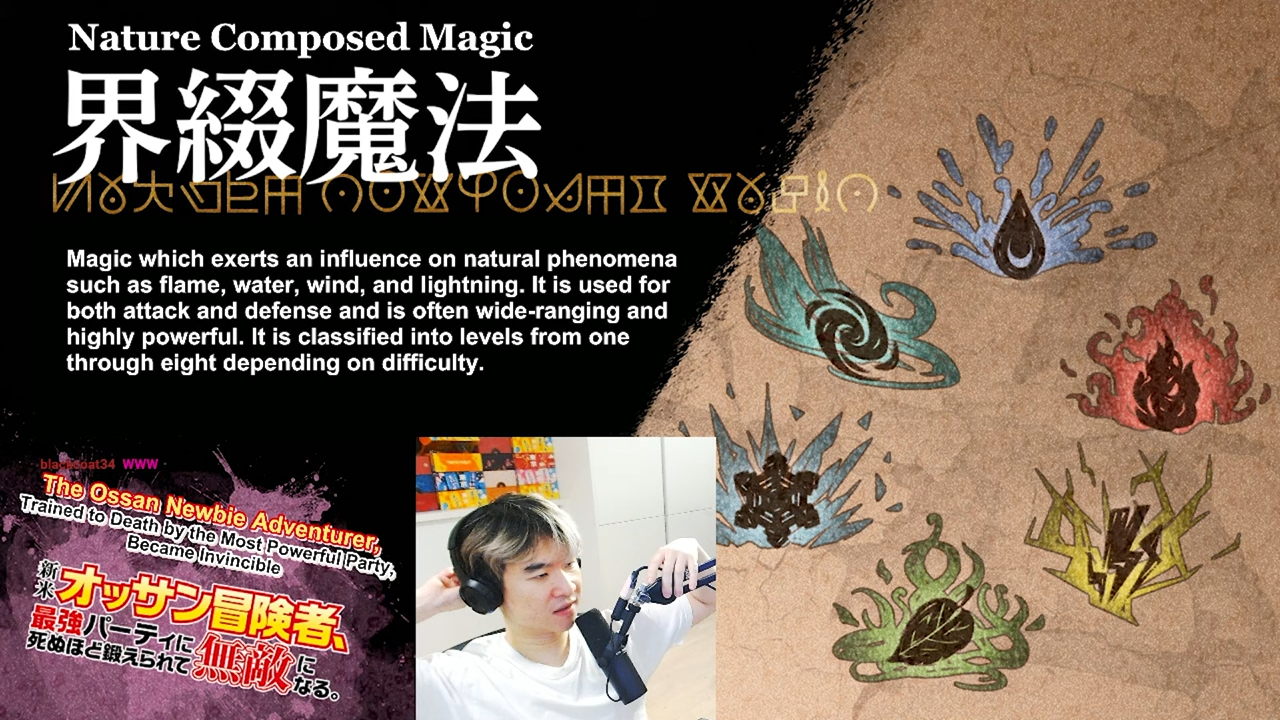 Nature Composed Magic
界綴魔法
Magic which exerts an influence on natural phenomena
such as flame, water, wind, and lightning. It is used for
both attack and defense and is often wide-ranging and
highly powerful. It is classified into levels from one
through eight depending on difficulty.
blackcoat34 WWW
The Ossan Newbie Adventurer,
Trained to Death by the Most Powerful Party,
Became Invincible
新米オッサン冒険者、
最強パーティに
死ぬほど鍛えられて無敵になる。